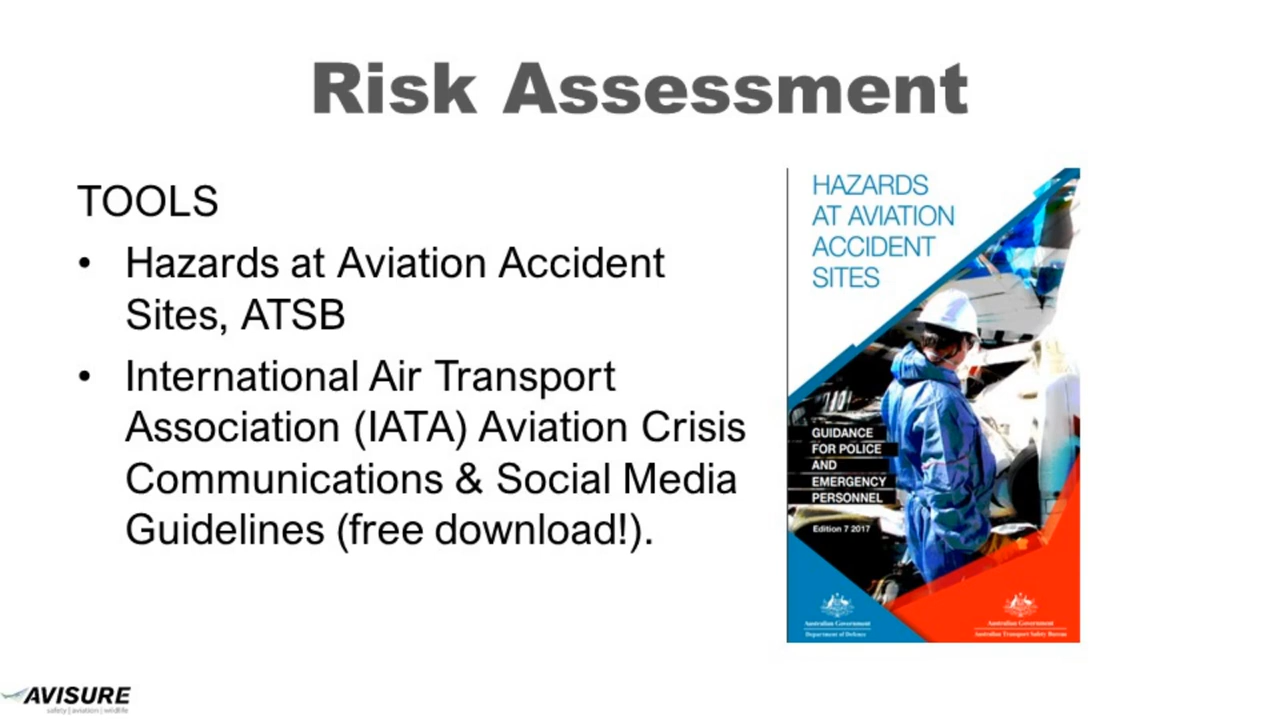 Risk Assessment
TOOLS
• Hazards at Aviation Accident
Sites, ATSB
• International Air Transport
Association (IATA) Aviation Crisis
Communications & Social Media
Guidelines (free download!).
HAZARDS
AT AVIATION
ACCIDENT
SITES
GUIDANCE
FOR POLICE
AND
EMERGENCY
PERSONNEL
Edition 7 2017
Australian Government
Department of Defence
Australian Government
Australian Transport Safety Bureau
AVISURE
safety | aviation | wildlife